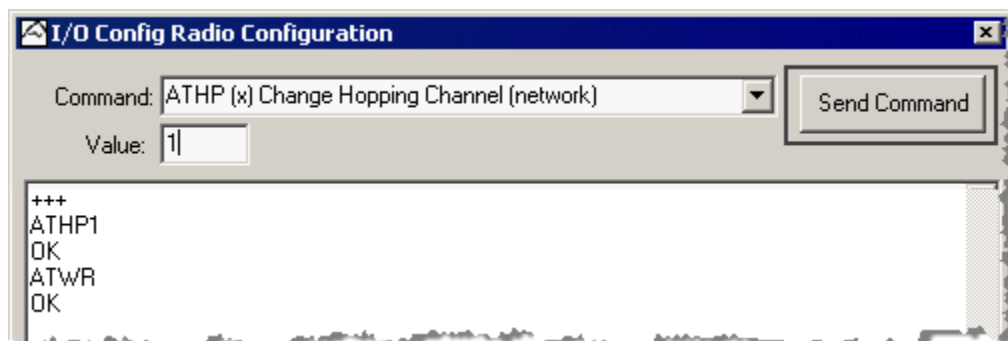 I/O Config Radio Configuration
Command: ATHP (x) Change Hopping Channel (network)
Send Command
Value: 1
+++
ATHP1
OK
ATWR
OK